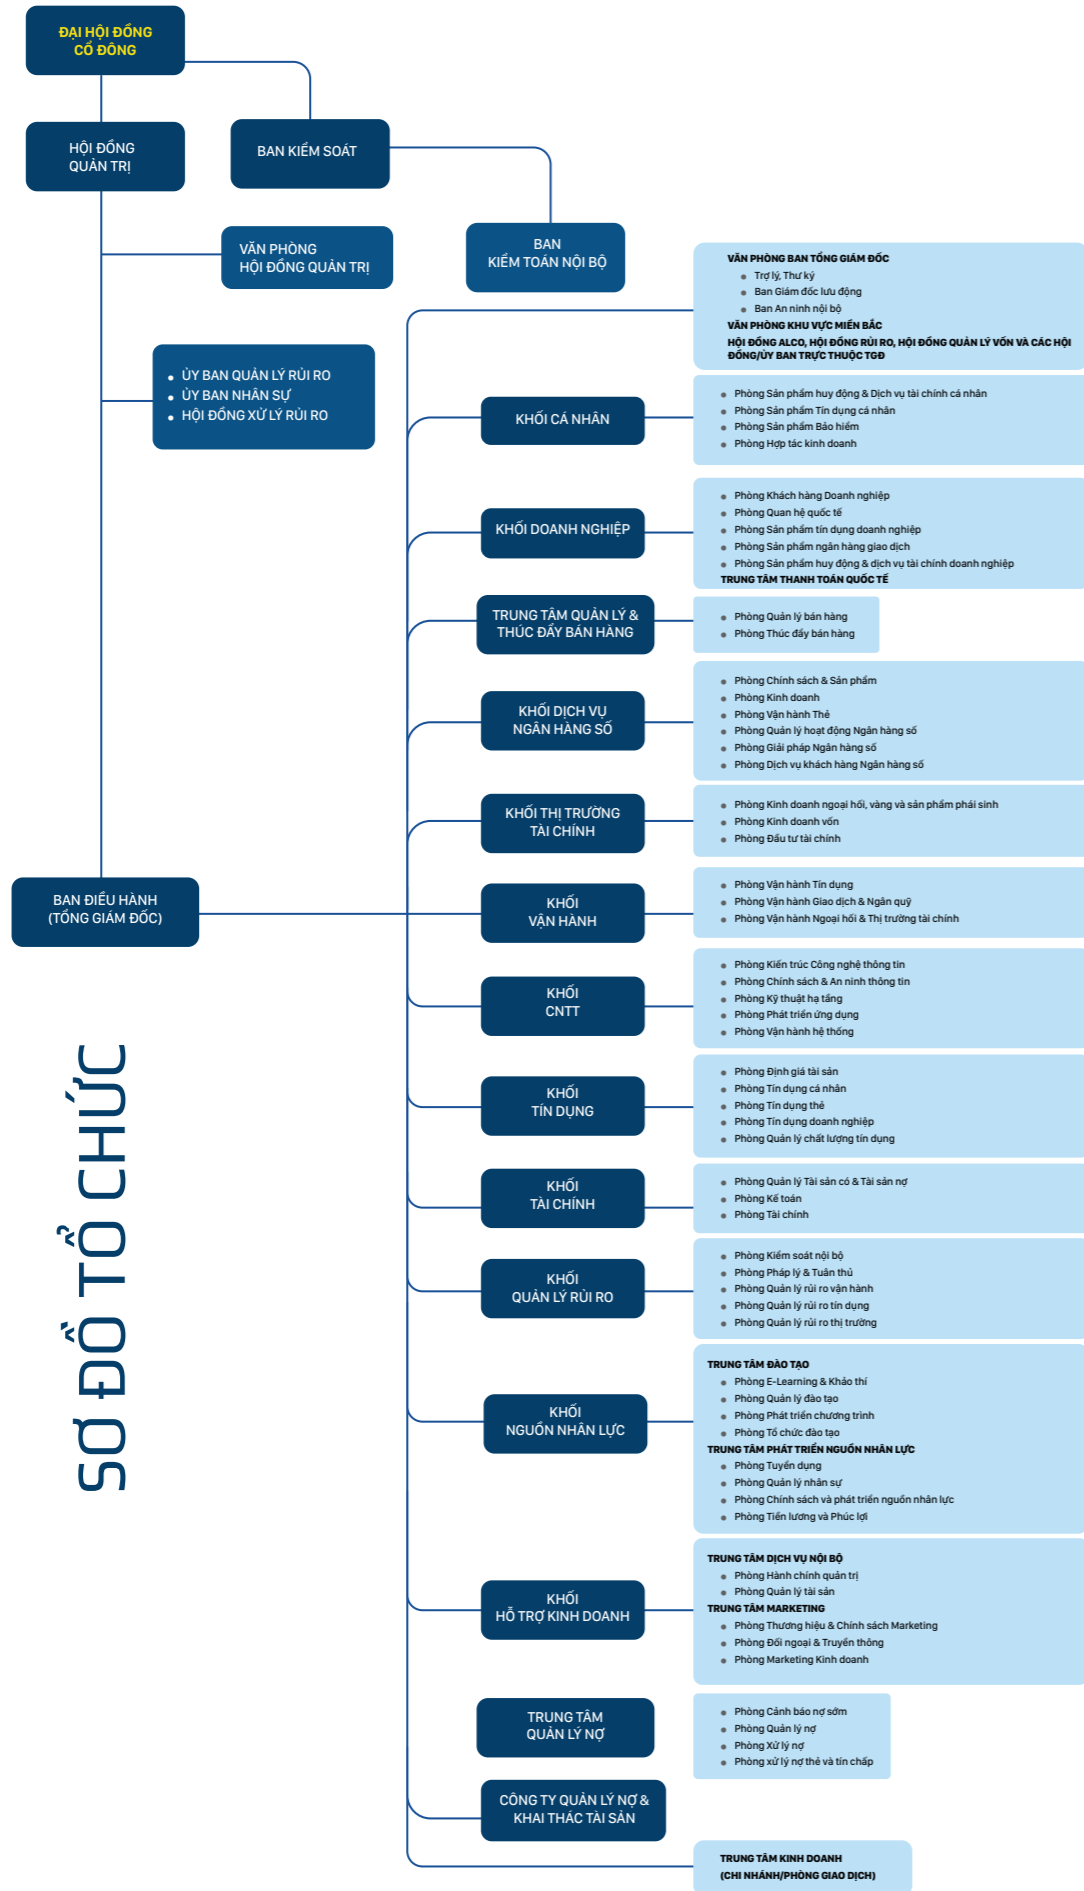 ĐẠI HỘI ĐỒNG
CỔ ĐÔNG
HỘI ĐỒNG
QUẢN TRỊ
BAN KIỂM SOÁT
VĂN PHÒNG
HỘI ĐỒNG QUẢN TRỊ
BAN
KIỂM TOÁN NỘI BỘ
• ỦY BAN QUẢN LÝ RỦI RO
• ỦY BAN NHÂN SỰ
• HỘI ĐỒNG XỬ LÝ RỦI RO
BAN ĐIỀU HÀNH
(TỔNG GIÁM ĐỐC)
SƠ ĐỒ TỔ CHỨC
VĂN PHÒNG BAN TỔNG GIÁM ĐỐC
• Trợ lý, Thư ký
• Ban Giám đốc lưu động
• Ban An ninh nội bộ
VĂN PHÒNG KHU VỰC MIỀN BẮC
HỘI ĐỒNG ALCO, HỘI ĐỒNG RỦI RO, HỘI ĐỒNG QUẢN LÝ VỐN VÀ CÁC HỘI
ĐỒNG/ỦY BAN TRỰC THUỘC TGĐ
KHỐI CÁ NHÂN
• Phòng Sản phẩm huy động & Dịch vụ tài chính cá nhân
• Phòng Sản phẩm Tín dụng cá nhân
• Phòng Sản phẩm Bảo hiểm
• Phòng Hợp tác kinh doanh
KHỐI DOANH NGHIỆP
• Phòng Khách hàng Doanh nghiệp
• Phòng Quan hệ quốc tế
• Phòng Sản phẩm tín dụng doanh nghiệp
• Phòng Sản phẩm ngân hàng giao dịch
• Phòng Sản phẩm huy động & dịch vụ tài chính doanh nghiệp
TRUNG TÂM THANH TOÁN QUỐC TẾ
TRUNG TÂM QUẢN LÝ &
THÚC ĐẨY BÁN HÀNG
• Phòng Quản lý bán hàng
• Phòng Thúc đẩy bán hàng
KHỐI DỊCH VỤ
NGÂN HÀNG SỐ
• Phòng Chính sách & Sản phẩm
• Phòng Kinh doanh
• Phòng Vận hành Thẻ
• Phòng Quản lý hoạt động Ngân hàng số
• Phòng Giải pháp Ngân hàng số
• Phòng Dịch vụ khách hàng Ngân hàng số
KHỐI THỊ TRƯỜNG
TÀI CHÍNH
• Phòng Kinh doanh ngoại hối, vàng và sản phẩm phái sinh
• Phòng Kinh doanh vốn
• Phòng Đầu tư tài chính
KHỐI
VẬN HÀNH
• Phòng Vận hành Tín dụng
• Phòng Vận hành Giao dịch & Ngân quỹ
• Phòng Vận hành Ngoại hối & Thị trường tài chính
KHỐI
CNTT
• Phòng Kiến trúc Công nghệ thông tin
• Phòng Chính sách & An ninh thông tin
• Phòng Kỹ thuật hạ tầng
• Phòng Phát triển ứng dụng
• Phòng Vận hành hệ thống
KHỐI
TÍN DỤNG
• Phòng Định giá tài sản
• Phòng Tín dụng cá nhân
• Phòng Tín dụng thẻ
• Phòng Tín dụng doanh nghiệp
• Phòng Quản lý chất lượng tín dụng
KHỐI
TÀI CHÍNH
• Phòng Quản lý Tài sản có & Tài sản nợ
• Phòng Kế toán
• Phòng Tài chính
KHỐI
QUẢN LÝ RỦI RO
• Phòng Kiểm soát nội bộ
• Phòng Pháp lý & Tuân thủ
• Phòng Quản lý rủi ro vận hành
• Phòng Quản lý rủi ro tín dụng
• Phòng Quản lý rủi ro thị trường
KHỐI
NGUỒN NHÂN LỰC
TRUNG TÂM ĐÀO TẠO
• Phòng E-Learning & Khảo thí
• Phòng Quản lý đào tạo
• Phòng Phát triển chương trình
• Phòng Tổ chức đào tạo
TRUNG TÂM PHÁT TRIỂN NGUỒN NHÂN LỰC
• Phòng Tuyển dụng
• Phòng Quản lý nhân sự
• Phòng Chính sách và phát triển nguồn nhân lực
• Phòng Tiền lương và Phúc lợi
KHỐI
HỖ TRỢ KINH DOANH
TRUNG TÂM DỊCH VỤ NỘI BỘ
• Phòng Hành chính quản trị
• Phòng Quản lý tài sản
TRUNG TÂM MARKETING
• Phòng Thương hiệu & Chính sách Marketing
• Phòng Đối ngoại & Truyền thông
• Phòng Marketing Kinh doanh
TRUNG TÂM
QUẢN LÝ NỢ
• Phòng Cảnh báo nợ sớm
• Phòng Quản lý nợ
• Phòng Xử lý nợ
• Phòng xử lý nợ thẻ và tín chấp
CÔNG TY QUẢN LÝ NỢ &
KHAI THÁC TÀI SẢN
TRUNG TÂM KINH DOANH
(CHI NHÁNH/PHÒNG GIAO DỊCH)